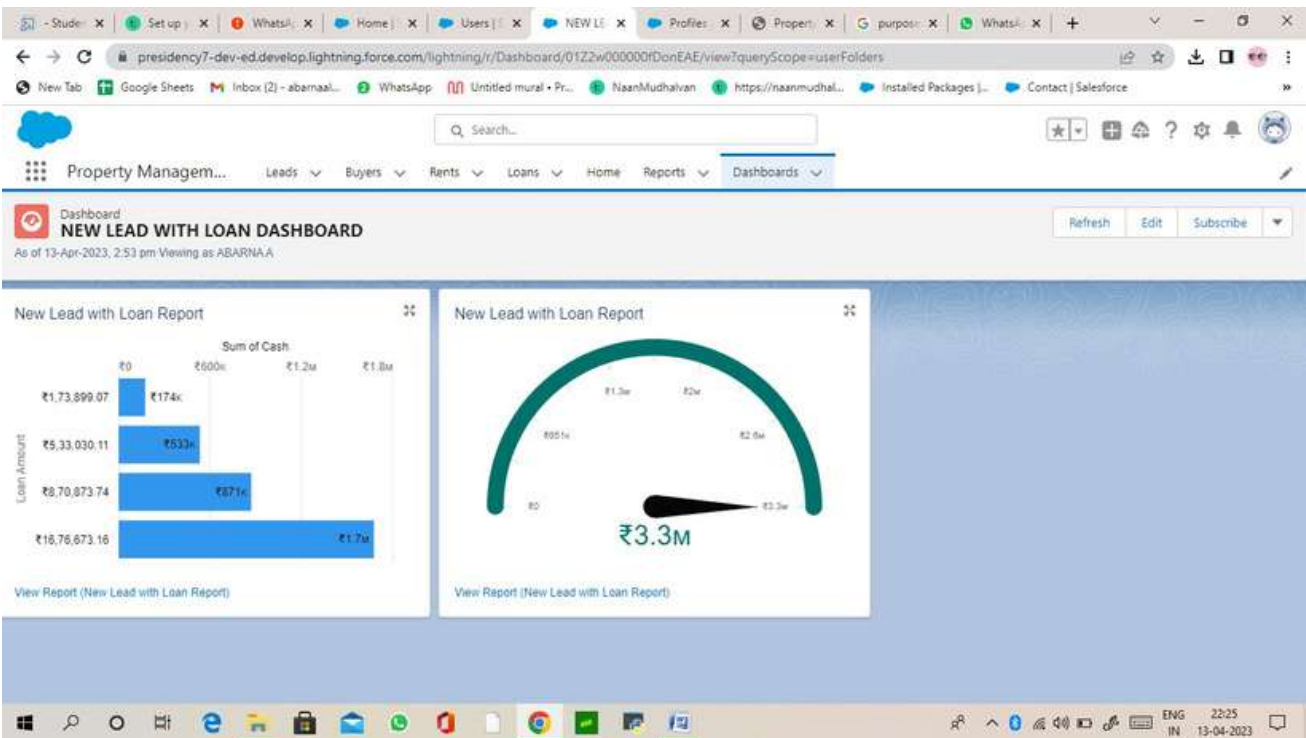 - Studen
Set up y
WhatsA
Home |
Users | S
NEW LE
Profiles
Property
purpose
WhatsA
presidency7-dev-ed.develop.lightning.force.com/lightning/r/Dashboard/01Z2w000000fDonEAE/view?queryScope=userFolders
New Tab
Google Sheets
Inbox (2) - abarnaal...
WhatsApp
Untitled mural • Pr...
NaanMudhalvan
https://naanmudhal...
Installed Packages |...
Contact | Salesforce
»
Search...
Property Managem...
Leads
Buyers
Rents
Loans
Home
Reports
Dashboards
Dashboard
NEW LEAD WITH LOAN DASHBOARD
As of 13-Apr-2023, 2:53 pm Viewing as ABARNA A
Refresh
Edit
Subscribe
New Lead with Loan Report
Sum of Cash
₹0 ₹600K ₹1.2M ₹1.8M
Loan Amount
₹1,73,899.07 ₹174K
₹5,33,030.11 ₹533K
₹8,70,873.74 ₹871K
₹16,76,673.16 ₹1.7M
View Report (New Lead with Loan Report)
New Lead with Loan Report
₹0
₹651K
₹1.3M
₹2M
₹2.6M
₹3.3M
₹3.3M
View Report (New Lead with Loan Report)
ENG
IN
22:25
13-04-2023